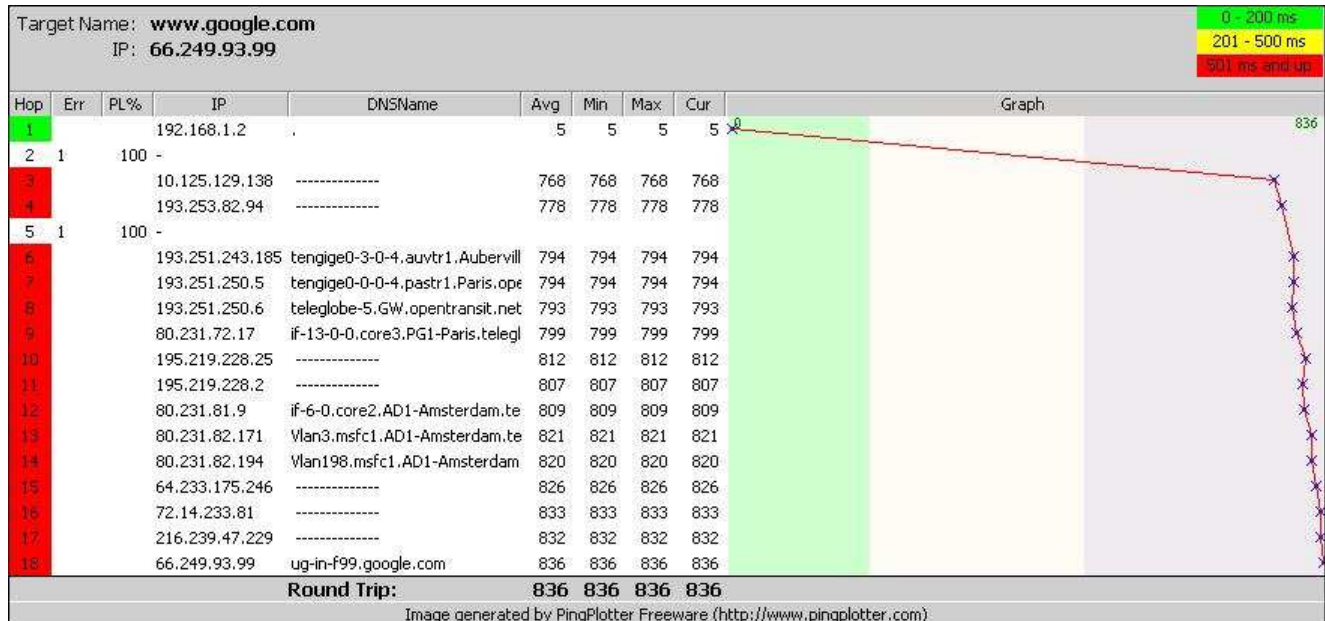 Target Name: www.google.com
IP: 66.249.93.99
0 - 200 ms
201 - 500 ms
501 ms and up
Hop Err PL% IP DNSName Avg Min Max Cur Graph
1 192.168.1.2 . 5 5 5 5 0 836
2 1 100 -
3 10.125.129.138 ------------- 768 768 768 768
4 193.253.82.94 ------------- 778 778 778 778
5 1 100 -
6 193.251.243.185 tengige0-3-0-4.auvtr1.Aubervill 794 794 794 794
7 193.251.250.5 tengige0-0-0-4.pastr1.Paris.ope 794 794 794 794
8 193.251.250.6 teleglobe-5.GW.opentransit.net 793 793 793 793
9 80.231.72.17 if-13-0-0.core3.PG1-Paris.telegl 799 799 799 799
10 195.219.228.25 ------------- 812 812 812 812
11 195.219.228.2 ------------- 807 807 807 807
12 80.231.81.9 if-6-0.core2.AD1-Amsterdam.te 809 809 809 809
13 80.231.82.171 Vlan3.msfc1.AD1-Amsterdam.te 821 821 821 821
14 80.231.82.194 Vlan198.msfc1.AD1-Amsterdam 820 820 820 820
15 64.233.175.246 ------------- 826 826 826 826
16 72.14.233.81 ------------- 833 833 833 833
17 216.239.47.229 ------------- 832 832 832 832
18 66.249.93.99 ug-in-f99.google.com 836 836 836 836
Round Trip: 836 836 836 836
Image generated by PingPlotter Freeware (http://www.pingplotter.com)